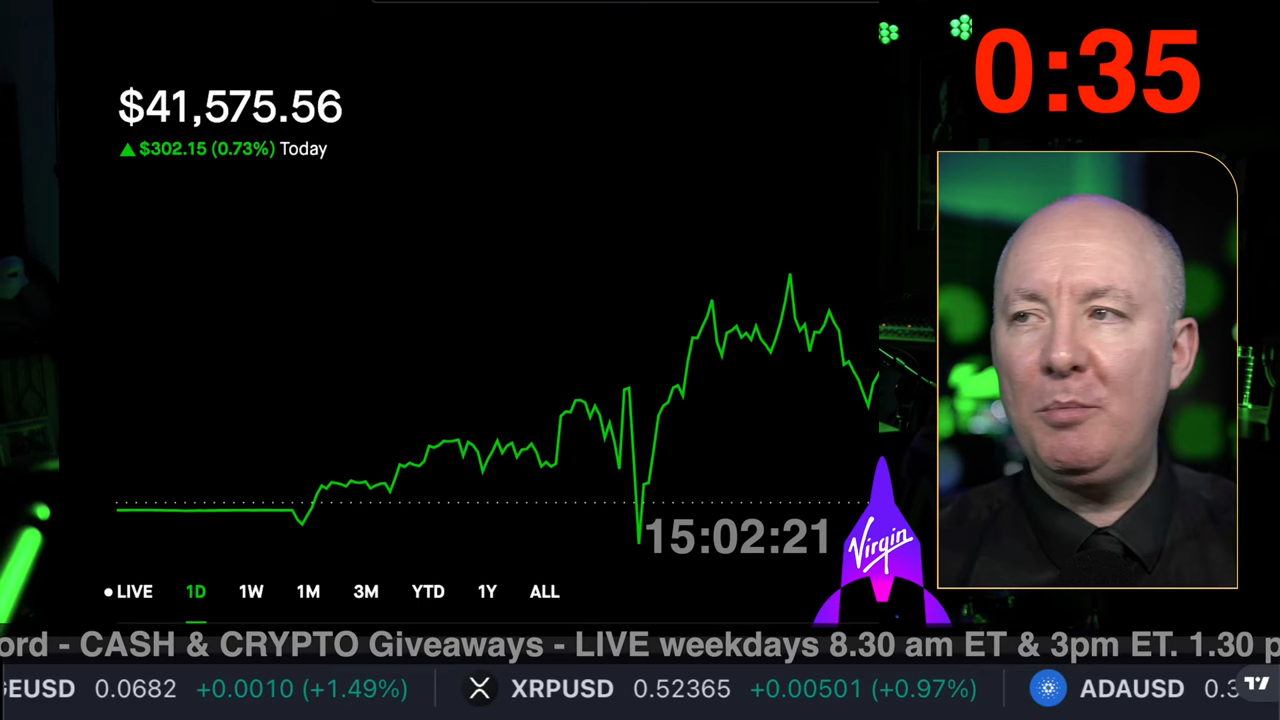 $41,575.56
▲ $302.15 (0.73%) Today
0:35
15:02:21
Virgin
• LIVE 1D 1W 1M 3M YTD 1Y ALL
ord - CASH & CRYPTO Giveaways - LIVE weekdays 8.30 am ET & 3pm ET. 1.30 p
EUSD 0.0682 +0.0010 (+1.49%) XRPUSD 0.52365 +0.00501 (+0.97%) ADAUSD 0.3